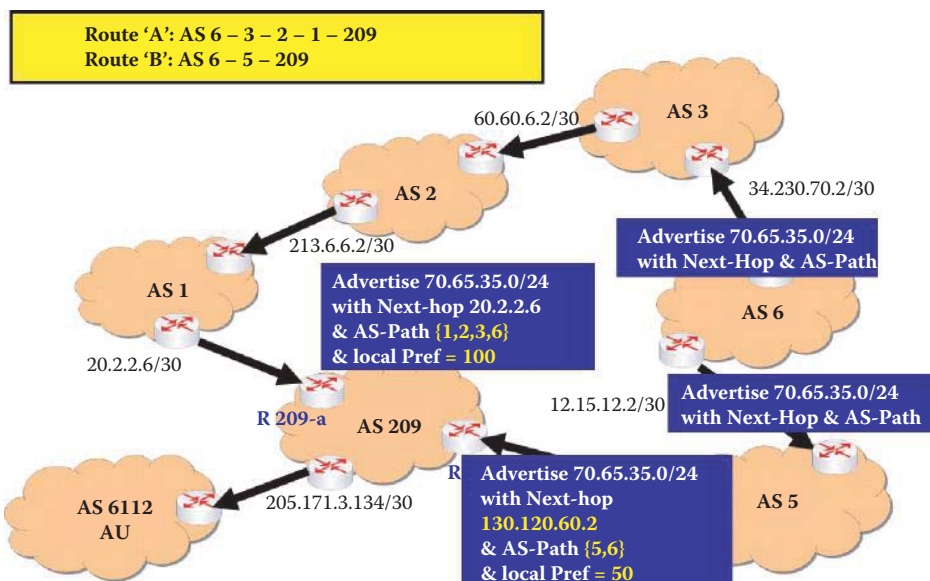 Route ‘A’: AS 6 – 3 – 2 – 1 – 209
Route ‘B’: AS 6 – 5 – 209
AS 3
60.60.6.2/30
AS 2
34.230.70.2/30
213.6.6.2/30
Advertise 70.65.35.0/24
with Next-Hop & AS-Path
AS 1
Advertise 70.65.35.0/24
with Next-hop 20.2.2.6
& AS-Path {1,2,3,6}
& local Pref = 100
AS 6
20.2.2.6/30
12.15.12.2/30
Advertise 70.65.35.0/24
with Next-Hop & AS-Path
R 209-a
AS 209
R
Advertise 70.65.35.0/24
with Next-hop
130.120.60.2
& AS-Path {5,6}
& local Pref = 50
AS 5
205.171.3.134/30
AS 6112
AU